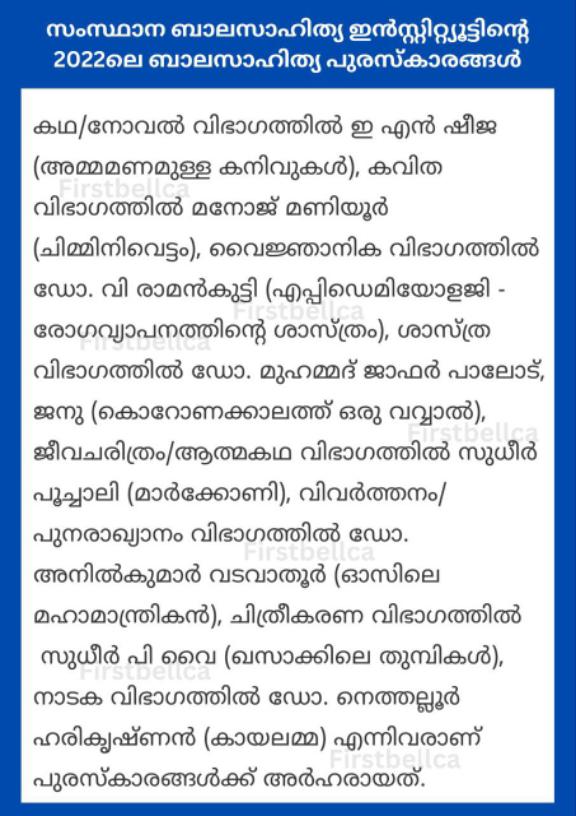 സംസ്ഥാന ബാലസാഹിത്യ ഇൻസ്റ്റിറ്റ്യൂട്ടിന്റെ
2022ലെ ബാലസാഹിത്യ പുരസ്കാരങ്ങൾ
കഥ/നോവൽ വിഭാഗത്തിൽ ഇ എൻ ഷീജ
(അമ്മമണമുള്ള കനിവുകൾ), കവിത
Firstbellca
വിഭാഗത്തിൽ മനോജ് മണിയൂർ
(ചിമ്മിനിവെട്ടം), വൈജ്ഞാനിക വിഭാഗത്തിൽ
ഡോ. വി രാമൻകുട്ടി (എപ്പിഡെമിയോളജി -
Firstbellca
രോഗവ്യാപനത്തിന്റെ ശാസ്ത്രം), ശാസ്ത്ര
Firstbellca
വിഭാഗത്തിൽ ഡോ. മുഹമ്മദ് ജാഫർ പാലോട്,
ജനു (കൊറോണക്കാലത്ത് ഒരു വവ്വാൽ),
Firstbellca
ജീവചരിത്രം/ആത്മകഥ വിഭാഗത്തിൽ സുധീർ
പൂച്ചാലി (മാർക്കോണി), വിവർത്തനം/
പുനരാഖ്യാനം വിഭാഗത്തിൽ ഡോ.
Firstbellca
അനിൽകുമാർ വടവാതൂർ (ഓസിലെ
മഹാമാന്ത്രികൻ), ചിത്രീകരണ വിഭാഗത്തിൽ
സുധീർ പി വൈ (ഖസാക്കിലെ തുമ്പികൾ),
Firstbellca
നാടക വിഭാഗത്തിൽ ഡോ. നെത്തല്ലൂർ
ഹരികൃഷ്ണൻ (കായലമ്മ) എന്നിവരാണ്
Firstbellca
പുരസ്കാരങ്ങൾക്ക് അർഹരായത്.